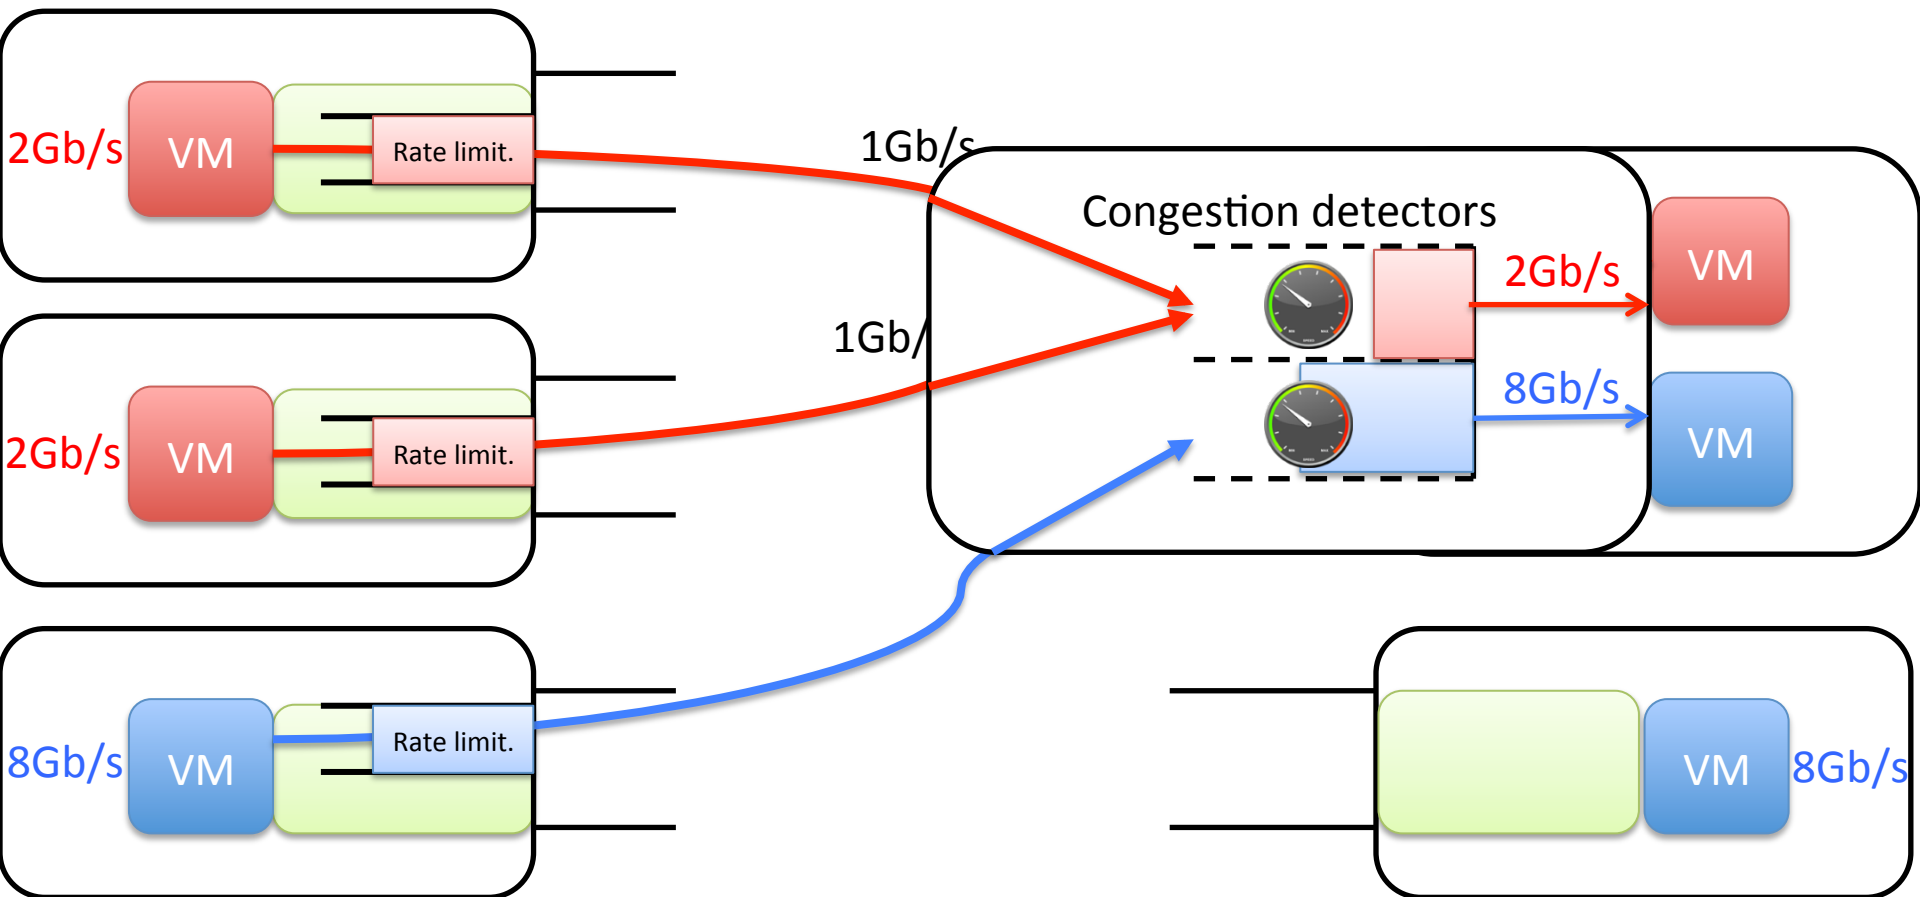 2Gb/s
VM
Rate limit.
1Gb/s
Congestion detectors
2Gb/s
VM
1Gb/
2Gb/s
VM
Rate limit.
8Gb/s
VM
8Gb/s
VM
Rate limit.
VM
8Gb/s